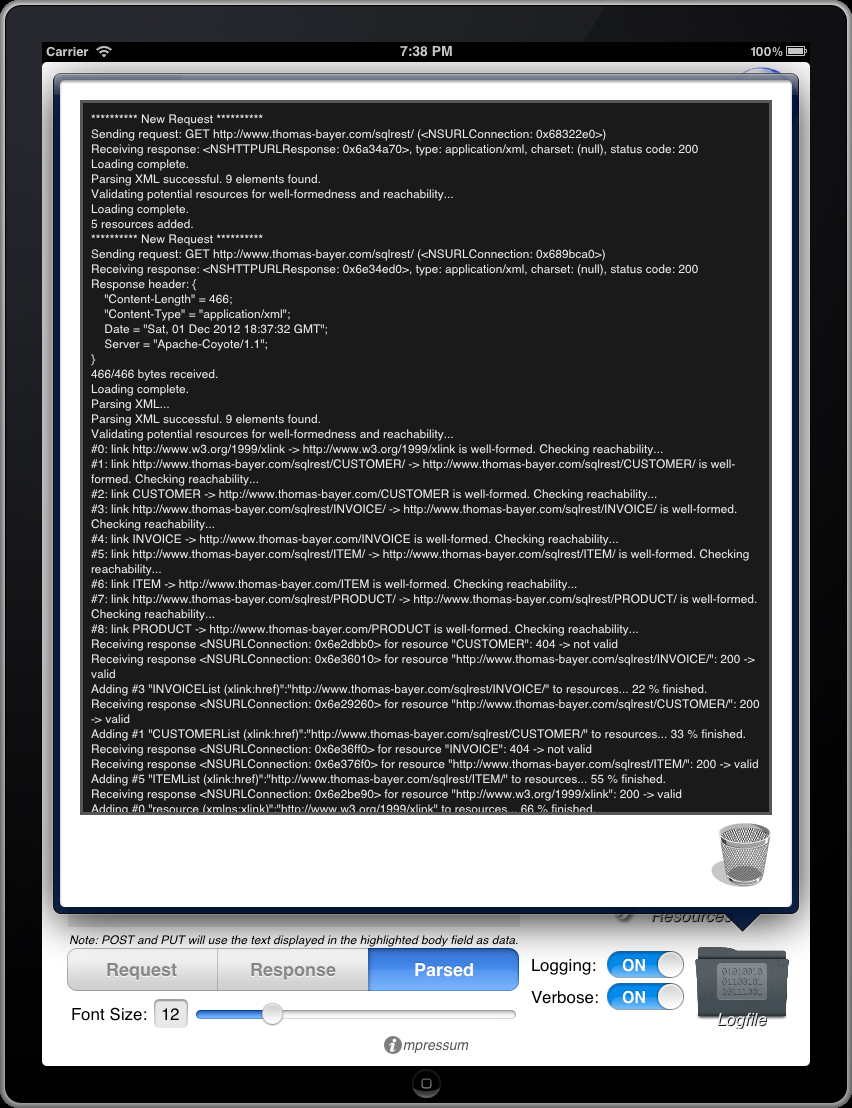 Carrier
7:38 PM
100%
********** New Request **********
Sending request: GET http://www.thomas-bayer.com/sqlrest/ (<NSURLConnection: 0x68322e0>)
Receiving response: <NSHTTPURLResponse: 0x6a34a70>, type: application/xml, charset: (null), status code: 200
Loading complete.
Parsing XML successful. 9 elements found.
Validating potential resources for well-formedness and reachability...
Loading complete.
5 resources added.
********** New Request **********
Sending request: GET http://www.thomas-bayer.com/sqlrest/ (<NSURLConnection: 0x689bca0>)
Receiving response: <NSHTTPURLResponse: 0x6e34ed0>, type: application/xml, charset: (null), status code: 200
Response header: {
"Content-Length" = 466;
"Content-Type" = "application/xml";
Date = "Sat, 01 Dec 2012 18:37:32 GMT";
Server = "Apache-Coyote/1.1";
}
466/466 bytes received.
Loading complete.
Parsing XML...
Parsing XML successful. 9 elements found.
Validating potential resources for well-formedness and reachability...
#0: link http://www.w3.org/1999/xlink -> http://www.w3.org/1999/xlink is well-formed. Checking reachability...
#1: link http://www.thomas-bayer.com/sqlrest/CUSTOMER/ -> http://www.thomas-bayer.com/sqlrest/CUSTOMER/ is well-
formed. Checking reachability...
#2: link CUSTOMER -> http://www.thomas-bayer.com/CUSTOMER is well-formed. Checking reachability...
#3: link http://www.thomas-bayer.com/sqlrest/INVOICE/ -> http://www.thomas-bayer.com/sqlrest/INVOICE/ is well-formed.
Checking reachability...
#4: link INVOICE -> http://www.thomas-bayer.com/INVOICE is well-formed. Checking reachability...
#5: link http://www.thomas-bayer.com/sqlrest/ITEM/ -> http://www.thomas-bayer.com/sqlrest/ITEM/ is well-formed. Checking
reachability...
#6: link ITEM -> http://www.thomas-bayer.com/ITEM is well-formed. Checking reachability...
#7: link http://www.thomas-bayer.com/sqlrest/PRODUCT/ -> http://www.thomas-bayer.com/sqlrest/PRODUCT/ is well-formed.
Checking reachability...
#8: link PRODUCT -> http://www.thomas-bayer.com/PRODUCT is well-formed. Checking reachability...
Receiving response <NSURLConnection: 0x6e2dbb0> for resource "CUSTOMER": 404 -> not valid
Receiving response <NSURLConnection: 0x6e36010> for resource "http://www.thomas-bayer.com/sqlrest/INVOICE/": 200 ->
valid
Adding #3 "INVOICEList (xlink:href)":"http://www.thomas-bayer.com/sqlrest/INVOICE/" to resources... 22 % finished.
Receiving response <NSURLConnection: 0x6e29260> for resource "http://www.thomas-bayer.com/sqlrest/CUSTOMER/": 200
-> valid
Adding #1 "CUSTOMERList (xlink:href)":"http://www.thomas-bayer.com/sqlrest/CUSTOMER/" to resources... 33 % finished.
Receiving response <NSURLConnection: 0x6e36ff0> for resource "INVOICE": 404 -> not valid
Receiving response <NSURLConnection: 0x6e376f0> for resource "http://www.thomas-bayer.com/sqlrest/ITEM/": 200 -> valid
Adding #5 "ITEMList (xlink:href)":"http://www.thomas-bayer.com/sqlrest/ITEM/" to resources... 55 % finished.
Receiving response <NSURLConnection: 0x6e2be90> for resource "http://www.w3.org/1999/xlink": 200 -> valid
Adding #0 "resource (xmlns:xlink)":"http://www.w3.org/1999/xlink" to resources... 66 % finished.
Resources
Note: POST and PUT will use the text displayed in the highlighted body field as data.
Request
Response
Parsed
Logging: ON
Verbose: ON
01010010
01100101
10111001
Logfile
Font Size: 12
impressum